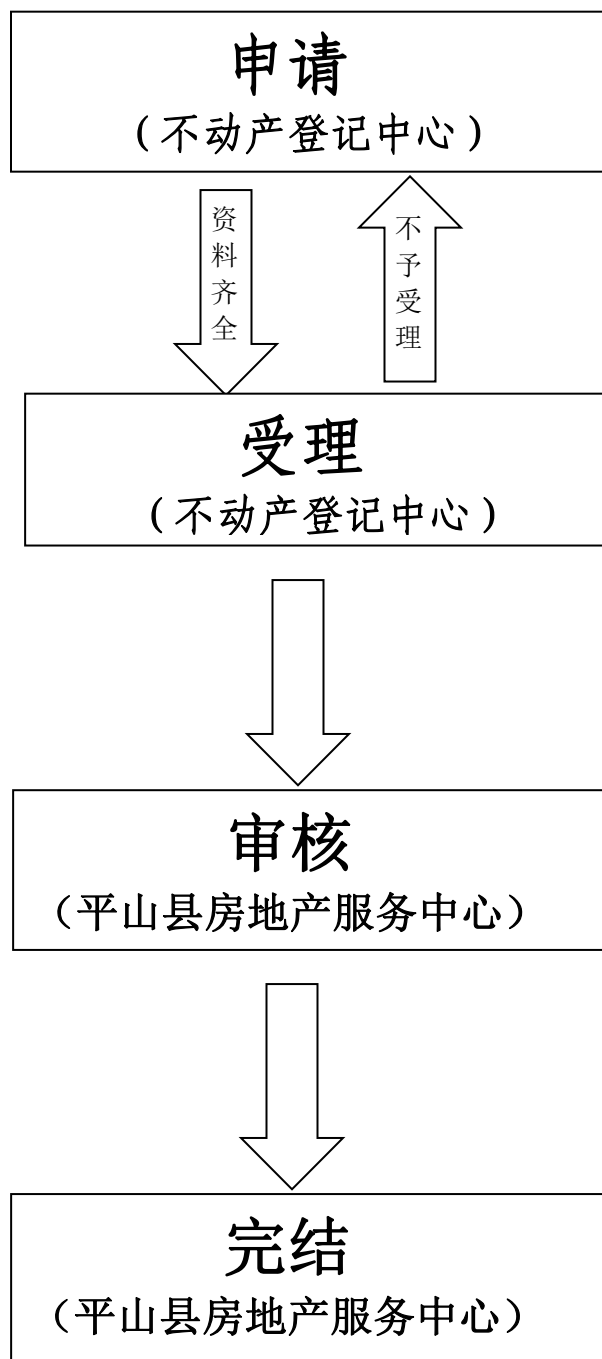 申请
（不动产登记中心）
资料齐全
不予受理
受理
（不动产登记中心）
审核
（平山县房地产服务中心）
完结
（平山县房地产服务中心）